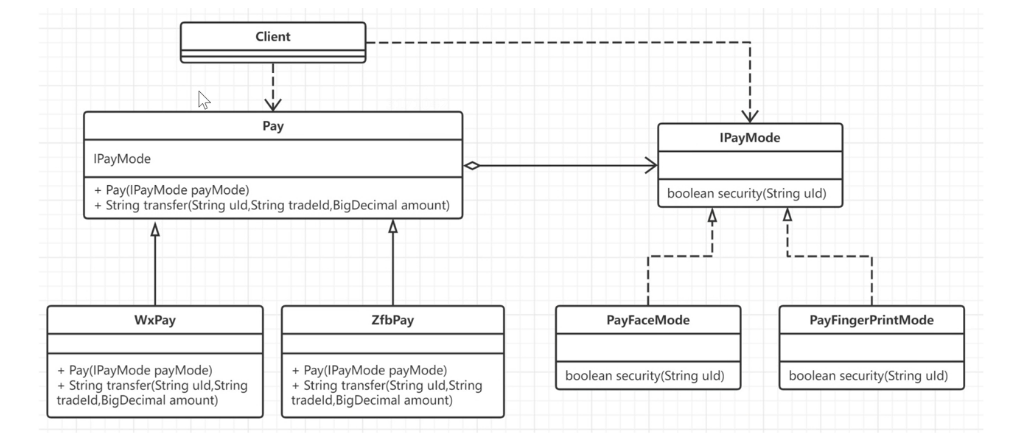 Client
Pay
IPayMode
+ Pay(IPayMode payMode)
+ String transfer(String uId,String tradeId,BigDecimal amount)
IPayMode
boolean security(String uId)
WxPay
+ Pay(IPayMode payMode)
+ String transfer(String uId,String
tradeId,BigDecimal amount)
ZfbPay
+ Pay(IPayMode payMode)
+ String transfer(String uId,String
tradeId,BigDecimal amount)
PayFaceMode
boolean security(String uId)
PayFingerPrintMode
boolean security(String uId)